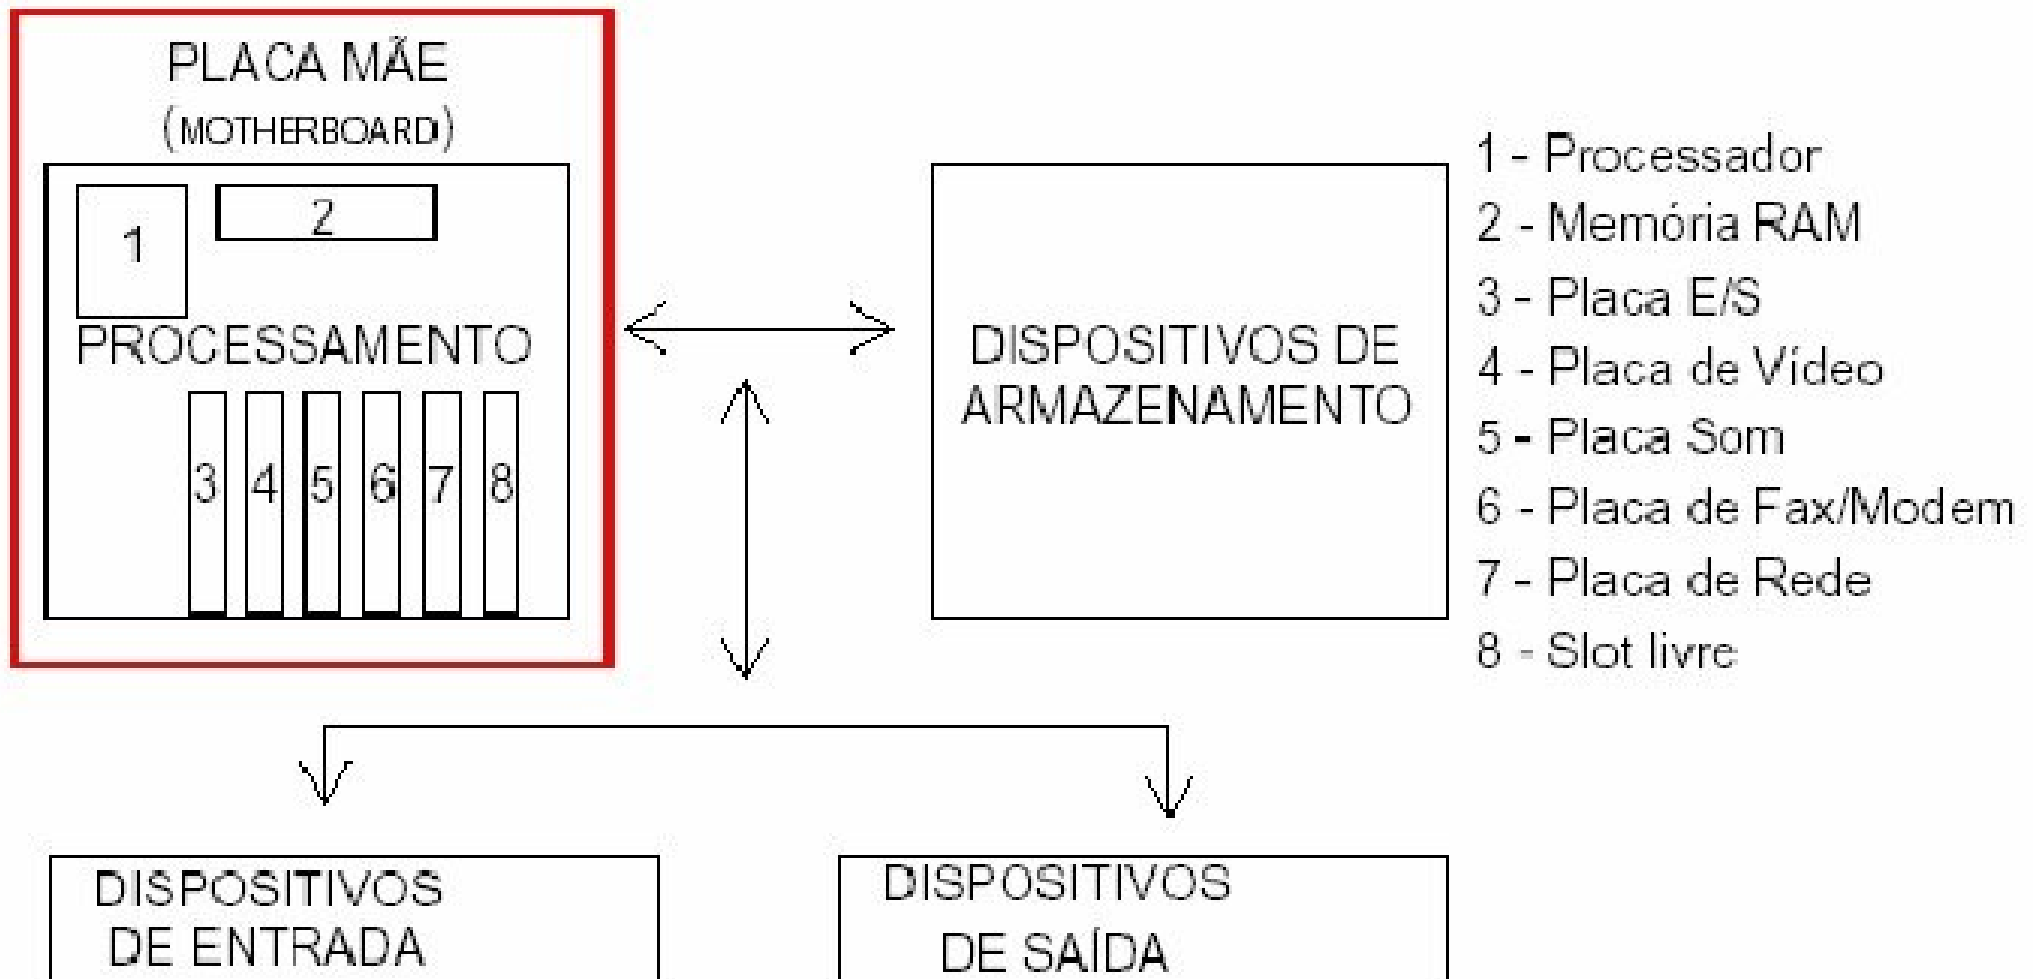 PLACA MÃE
(MOTHERBOARD)
1
2
PROCESSAMENTO
3 4 5 6 7 8
DISPOSITIVOS DE
ARMAZENAMENTO
1 - Processador
2 - Memória RAM
3 - Placa E/S
4 - Placa de Vídeo
5 - Placa Som
6 - Placa de Fax/Modem
7 - Placa de Rede
8 - Slot livre
DISPOSITIVOS
DE ENTRADA
DISPOSITIVOS
DE SAÍDA